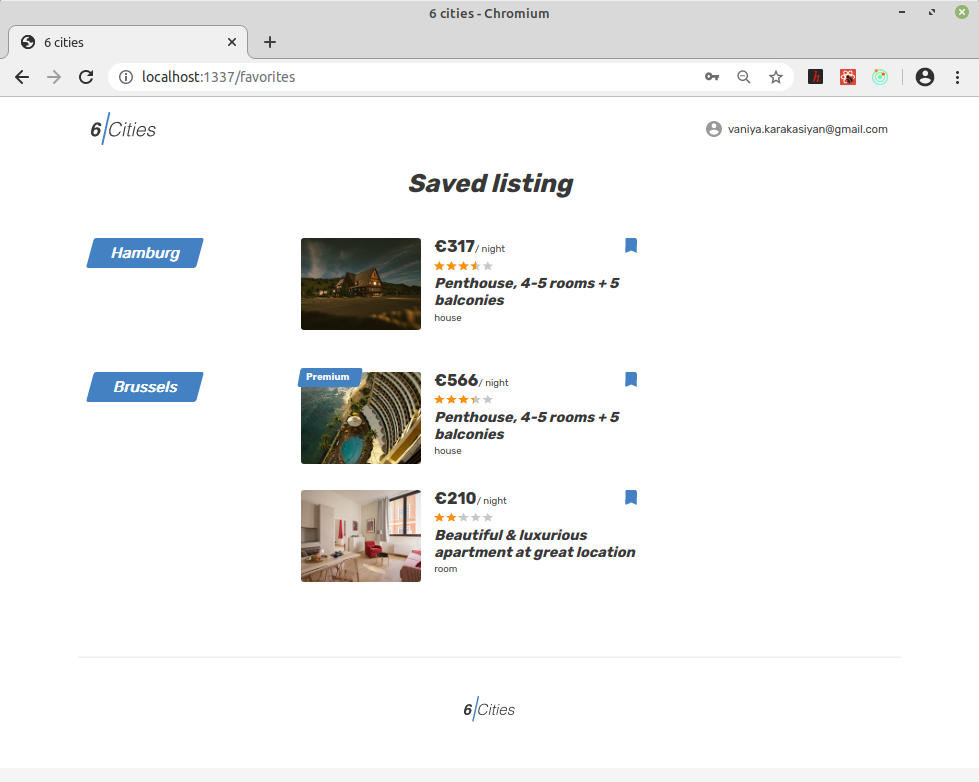 6 cities - Chromium
6 cities
localhost:1337/favorites
6 Cities
vaniya.karakasiyan@gmail.com
Saved listing
Hamburg
€317 / night
Penthouse, 4-5 rooms + 5
balconies
house
Brussels
Premium
€566 / night
Penthouse, 4-5 rooms + 5
balconies
house
€210 / night
Beautiful & luxurious
apartment at great location
room
6 Cities